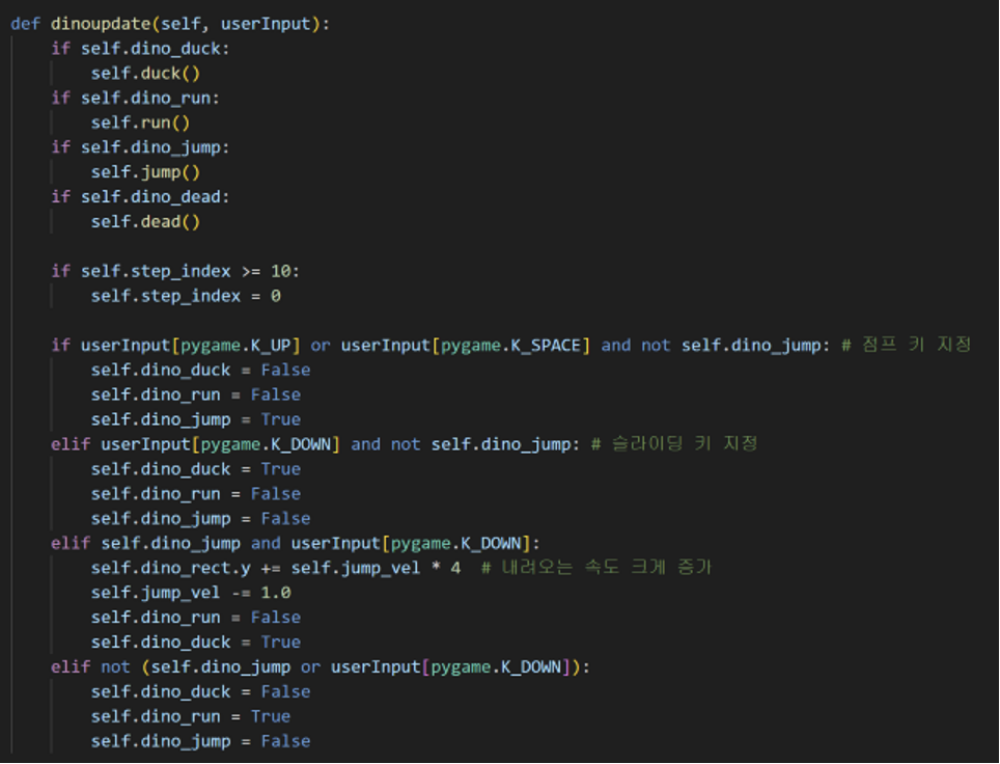 def dinoupdate(self, userInput):
    if self.dino_duck:
        self.duck()
    if self.dino_run:
        self.run()
    if self.dino_jump:
        self.jump()
    if self.dino_dead:
        self.dead()

    if self.step_index >= 10:
        self.step_index = 0

    if userInput[pygame.K_UP] or userInput[pygame.K_SPACE] and not self.dino_jump: # 점프 키 지정
        self.dino_duck = False
        self.dino_run = False
        self.dino_jump = True
    elif userInput[pygame.K_DOWN] and not self.dino_jump: # 슬라이딩 키 지정
        self.dino_duck = True
        self.dino_run = False
        self.dino_jump = False
    elif self.dino_jump and userInput[pygame.K_DOWN]:
        self.dino_rect.y += self.jump_vel * 4  # 내려오는 속도 크게 증가
        self.jump_vel -= 1.0
        self.dino_run = False
        self.dino_duck = True
    elif not (self.dino_jump or userInput[pygame.K_DOWN]):
        self.dino_duck = False
        self.dino_run = True
        self.dino_jump = False